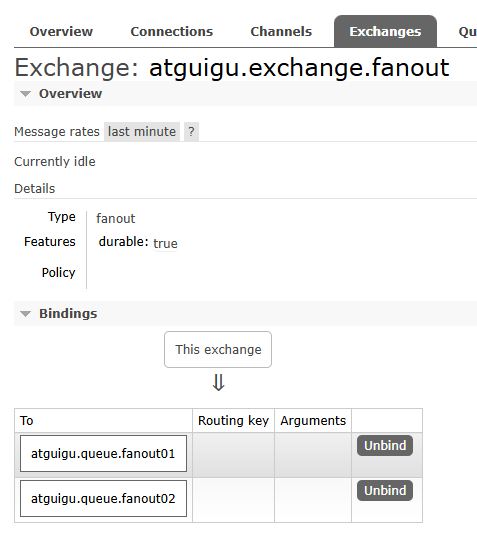 Overview Connections Channels Exchanges Qu
Exchange: atguigu.exchange.fanout
Overview
Message rates last minute ?
Currently idle
Details
Type fanout
Features durable: true
Policy
Bindings
This exchange
⇓
To Routing key Arguments
atguigu.queue.fanout01 Unbind
atguigu.queue.fanout02 Unbind